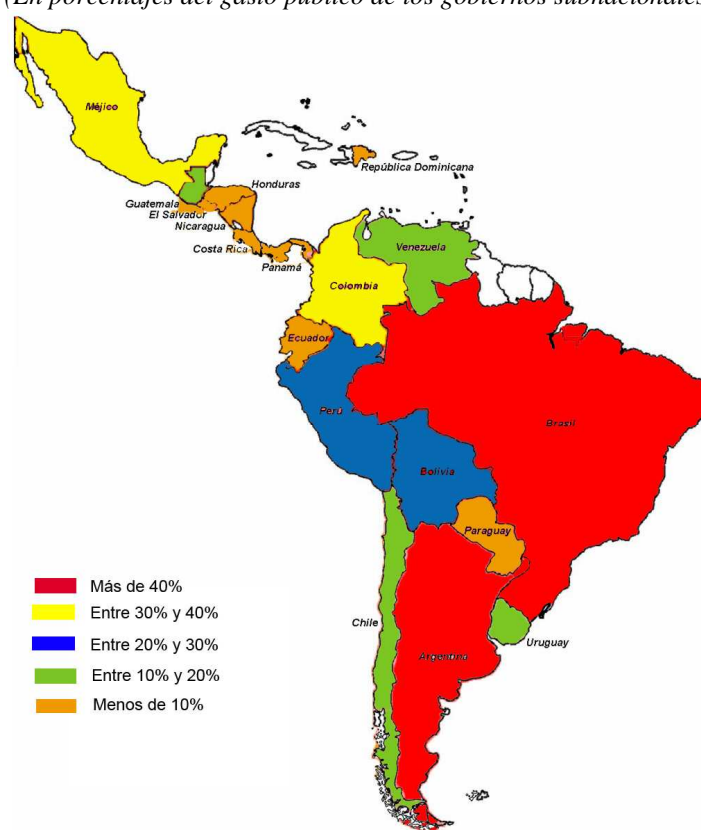 (En porcentajes del gasto público de los gobiernos subnacionales
Méjico
República Dominicana
Honduras
Guatemala
El Salvador
Nicaragua
Costa Rica
Panamá
Venezuela
Colombia
Ecuador
Perú
Brasil
Bolivia
Paraguay
Chile
Uruguay
Argentina
Más de 40%
Entre 30% y 40%
Entre 20% y 30%
Entre 10% y 20%
Menos de 10%